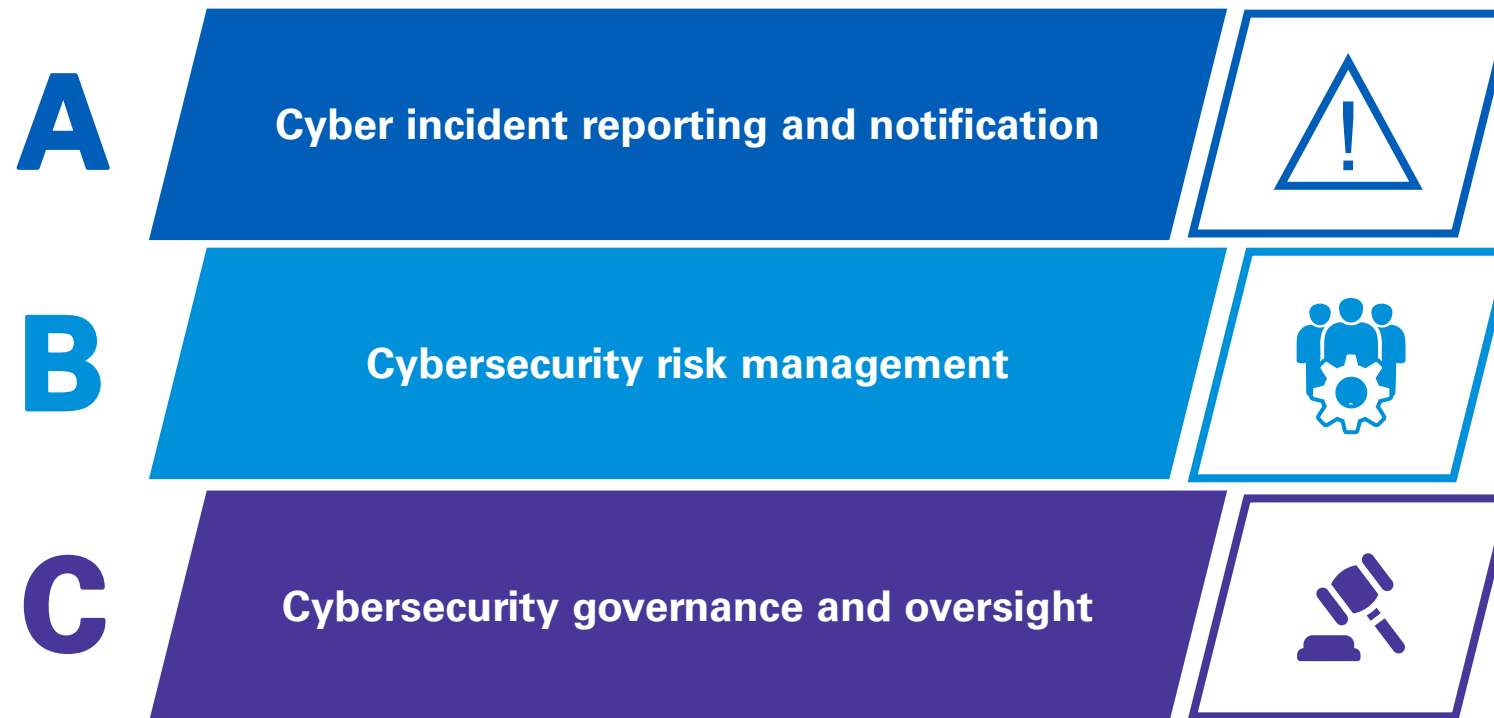 A
Cyber incident reporting and notification
B
Cybersecurity risk management
C
Cybersecurity governance and oversight